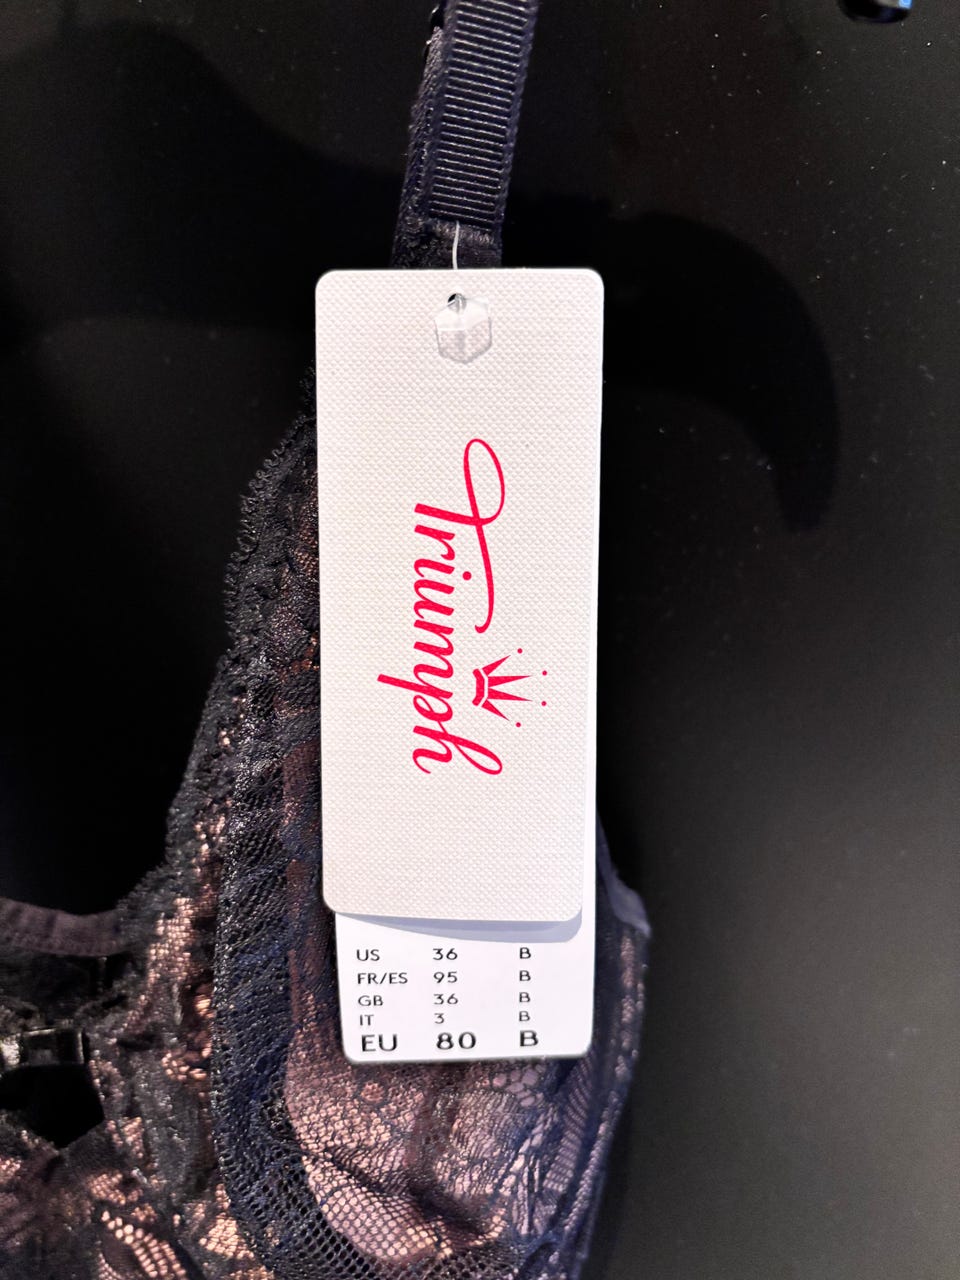 Triumph
US 36 B
FR/ES 95 B
GB 36 B
IT 3 B
EU 80 B